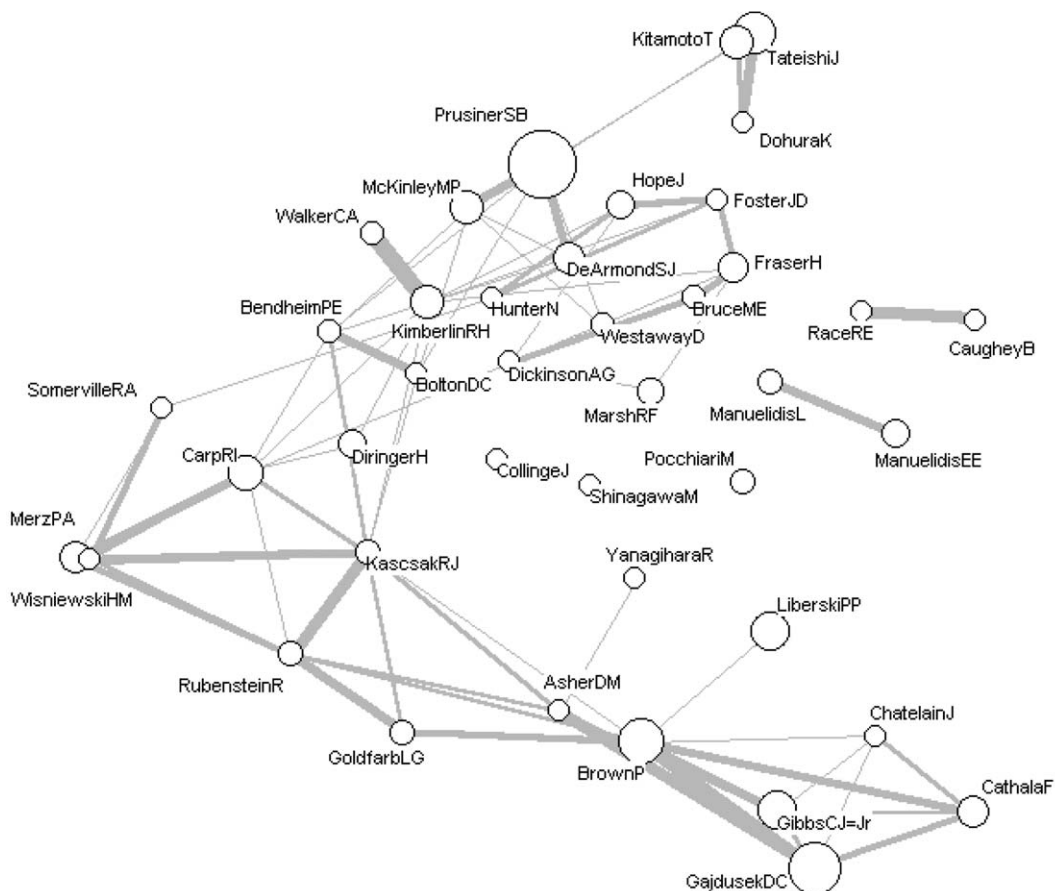 KitamotoT
TateishiJ
PrusinerSB
DohuraK
McKinleyMP
HopeJ
FosterJD
WalkerCA
DeArmondSJ
FraserH
BendheimPE
KimberlinRH
HunterN
BruceME
WestawayD
RaceRE
CaugheyB
SomervilleRA
BoltonDC
DickinsonAG
MarshRF
ManuelidisL
CarpRI
DiringerH
CollingeJ
PocchiariM
ManuelidisEE
ShinagawaM
MerzPA
WisniewskiHM
KascsakRJ
YanagiharaR
LiberskiPP
RubensteinR
AsherDM
GoldfarbLG
BrownP
ChatelainJ
CathalaF
GibbsCJ=Jr
GajdusekDC